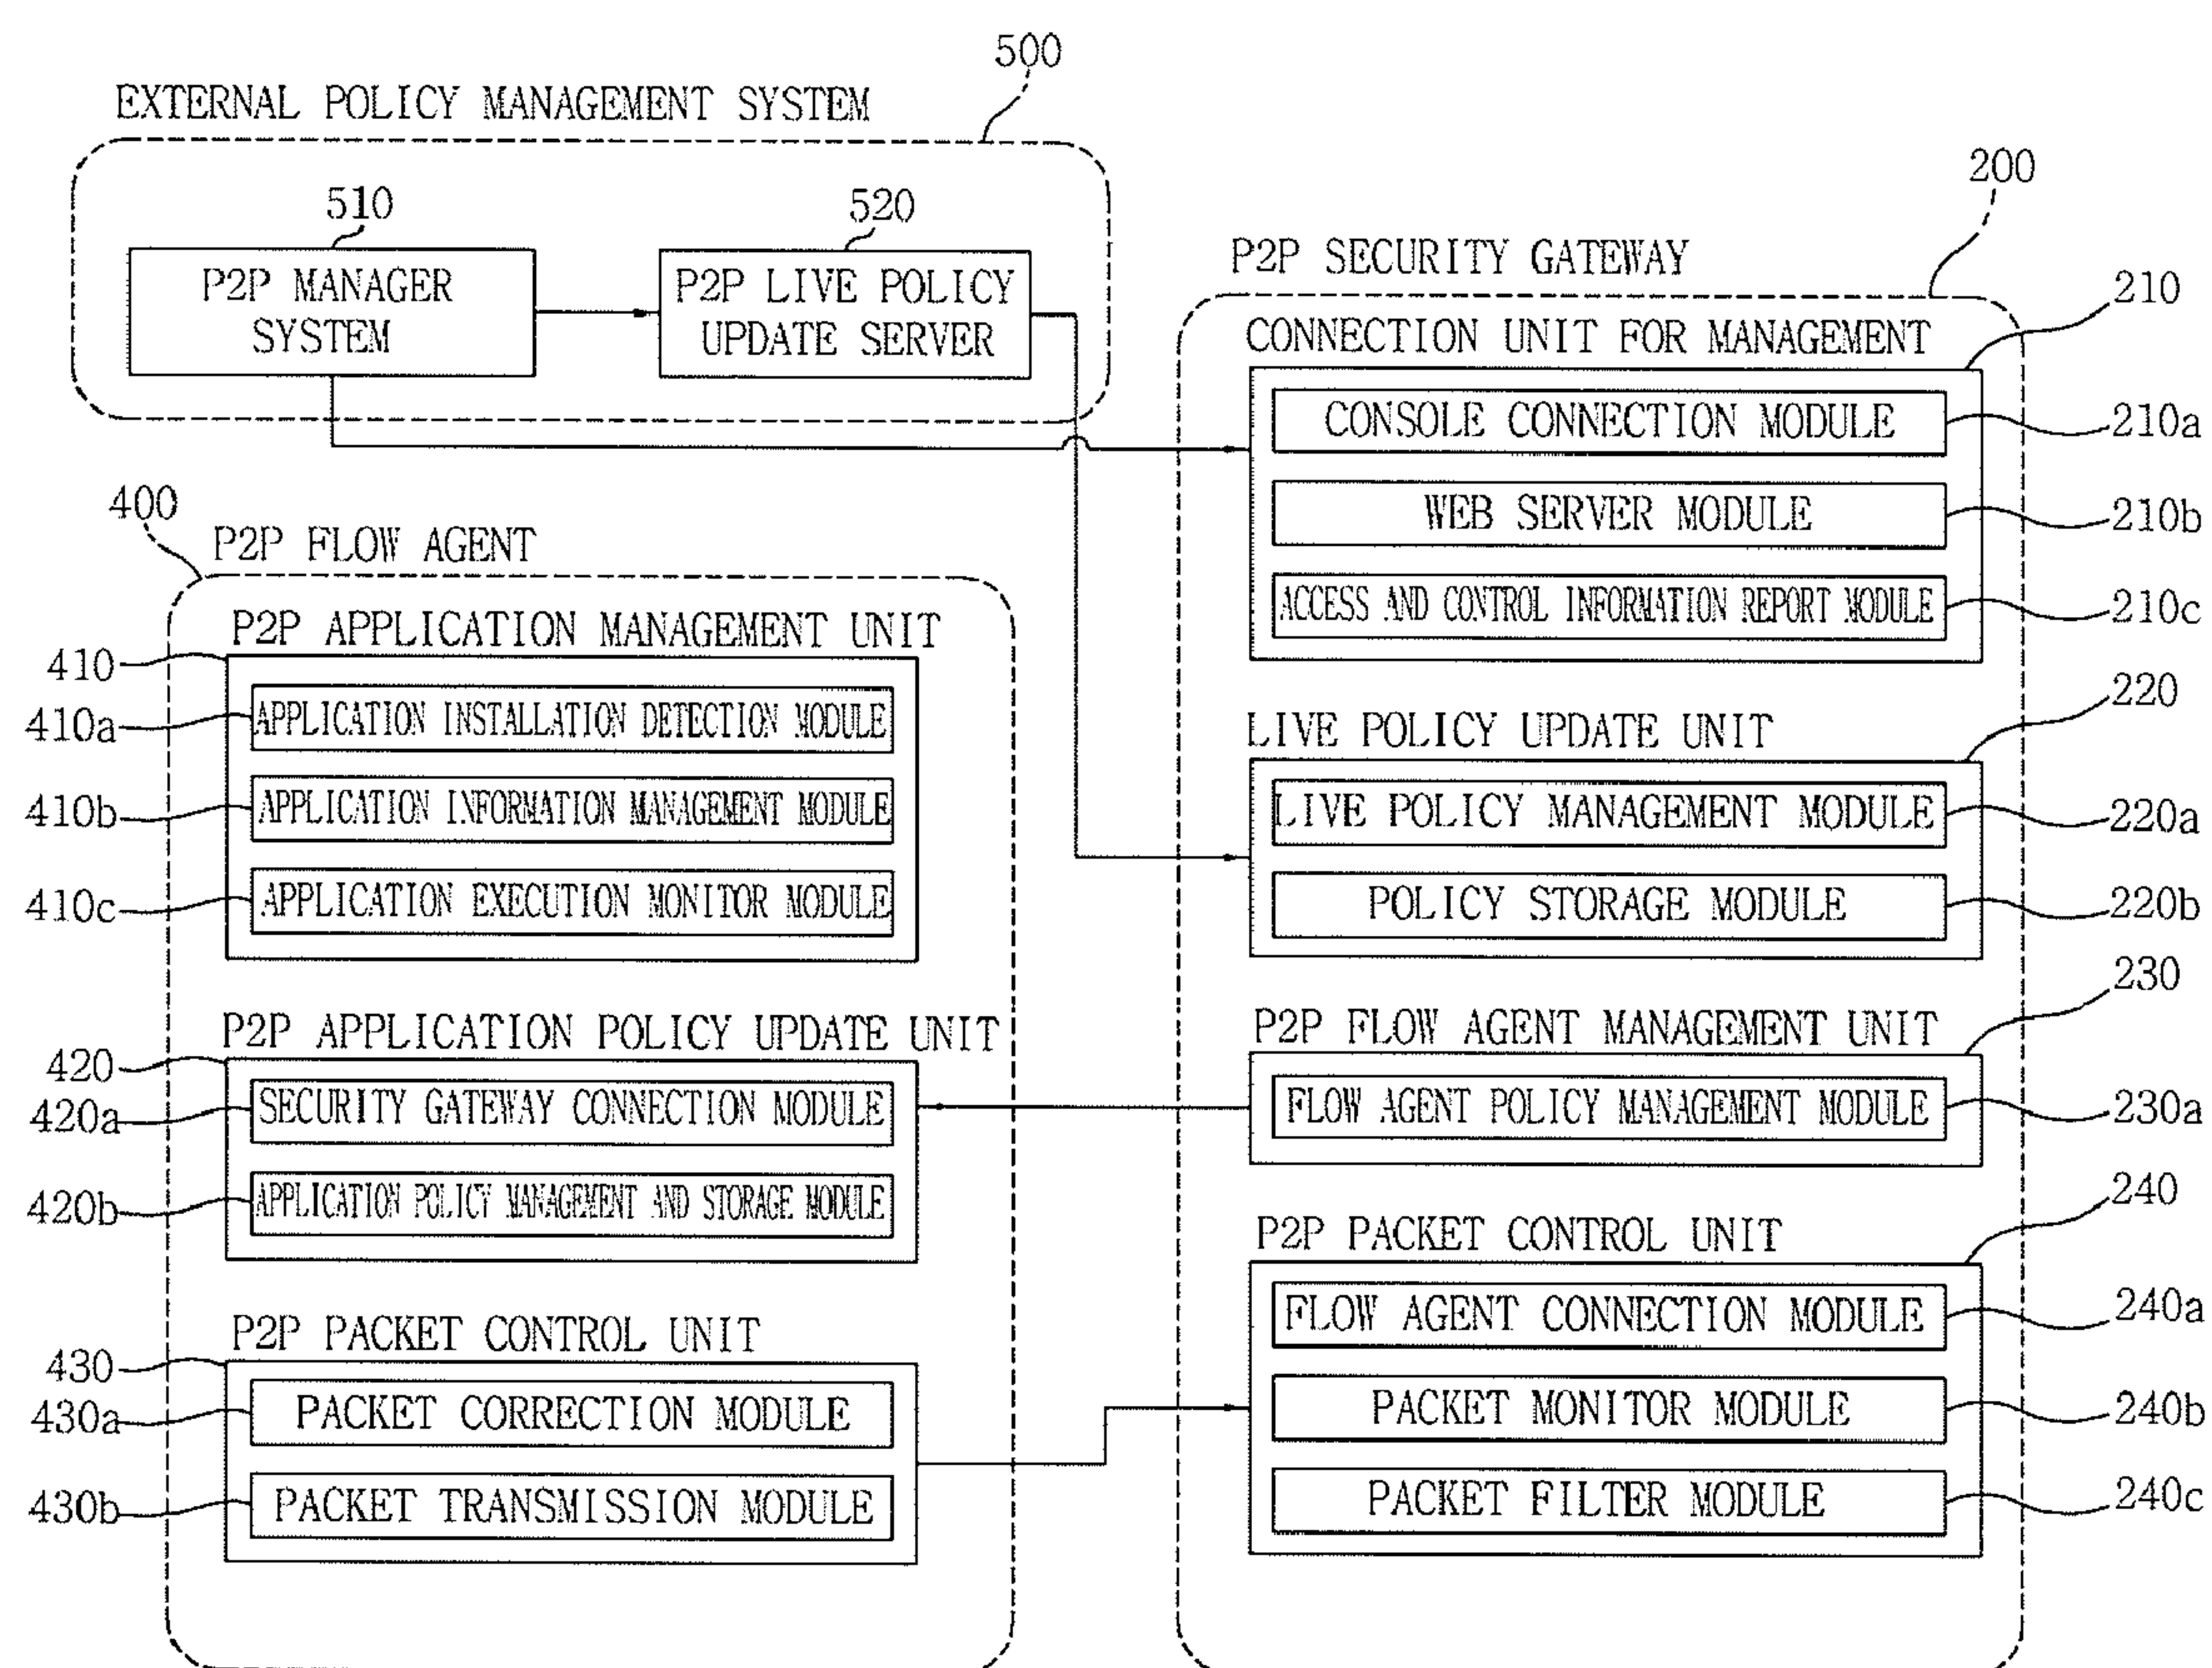 500
EXTERNAL POLICY MANAGEMENT SYSTEM
510
P2P MANAGER
SYSTEM
520
P2P LIVE POLICY
UPDATE SERVER
200
P2P SECURITY GATEWAY
210
CONNECTION UNIT FOR MANAGEMENT
CONSOLE CONNECTION MODULE
210a
WEB SERVER MODULE
210b
ACCESS AND CONTROL INFORMATION REPORT MODULE
210c
220
LIVE POLICY UPDATE UNIT
LIVE POLICY MANAGEMENT MODULE
220a
POLICY STORAGE MODULE
220b
230
P2P FLOW AGENT MANAGEMENT UNIT
FLOW AGENT POLICY MANAGEMENT MODULE
230a
240
P2P PACKET CONTROL UNIT
FLOW AGENT CONNECTION MODULE
240a
PACKET MONITOR MODULE
240b
PACKET FILTER MODULE
240c
400
P2P FLOW AGENT
P2P APPLICATION MANAGEMENT UNIT
410
410a
APPLICATION INSTALLATION DETECTION MODULE
410b
APPLICATION INFORMATION MANAGEMENT MODULE
410c
APPLICATION EXECUTION MONITOR MODULE
P2P APPLICATION POLICY UPDATE UNIT
420
420a
SECURITY GATEWAY CONNECTION MODULE
420b
APPLICATION POLICY MANAGEMENT AND STORAGE MODULE
P2P PACKET CONTROL UNIT
430
430a
PACKET CORRECTION MODULE
430b
PACKET TRANSMISSION MODULE